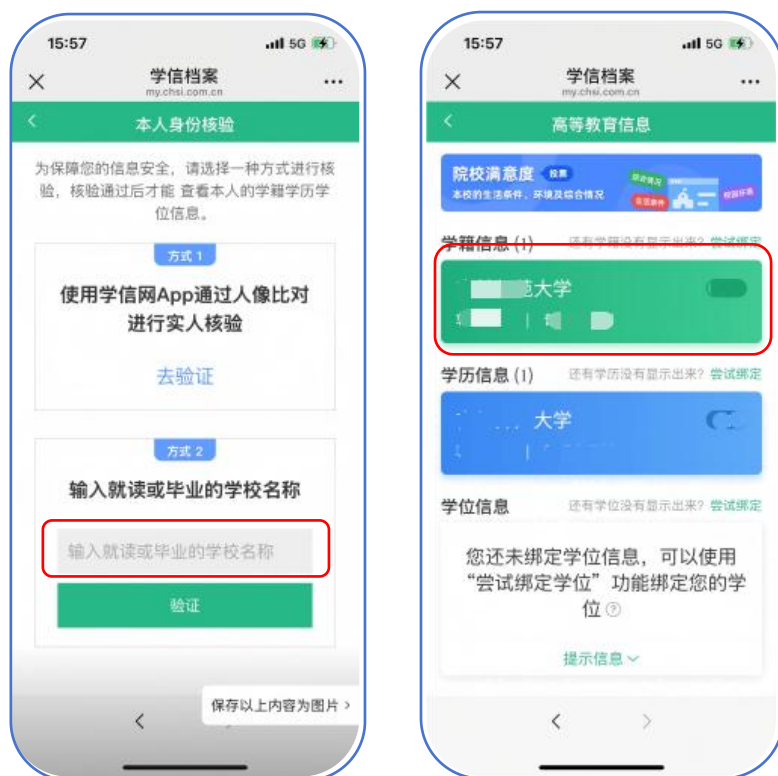 15:57
5G
学信档案
my.chsi.com.cn
本人身份核验
为保障您的信息安全，请选择一种方式进行核
验，核验通过后才能 查看本人的学籍学历学
位信息。
方式 1
使用学信网App通过人像比对
进行实人核验
去验证
方式 2
输入就读或毕业的学校名称
输入就读或毕业的学校名称
验证
保存以上内容为图片 >
15:57
5G
学信档案
my.chsi.com.cn
高等教育信息
院校满意度 投票
本校的生活条件、环境及综合情况
综合情况
校园环境
学籍信息 (1) 还有学籍没有显示出来？ 尝试绑定
范大学
学历信息 (1) 还有学历没有显示出来？ 尝试绑定
大学
学位信息 还有学位没有显示出来？ 尝试绑定
您还未绑定学位信息，可以使用
“尝试绑定学位”功能绑定您的学
位
提示信息